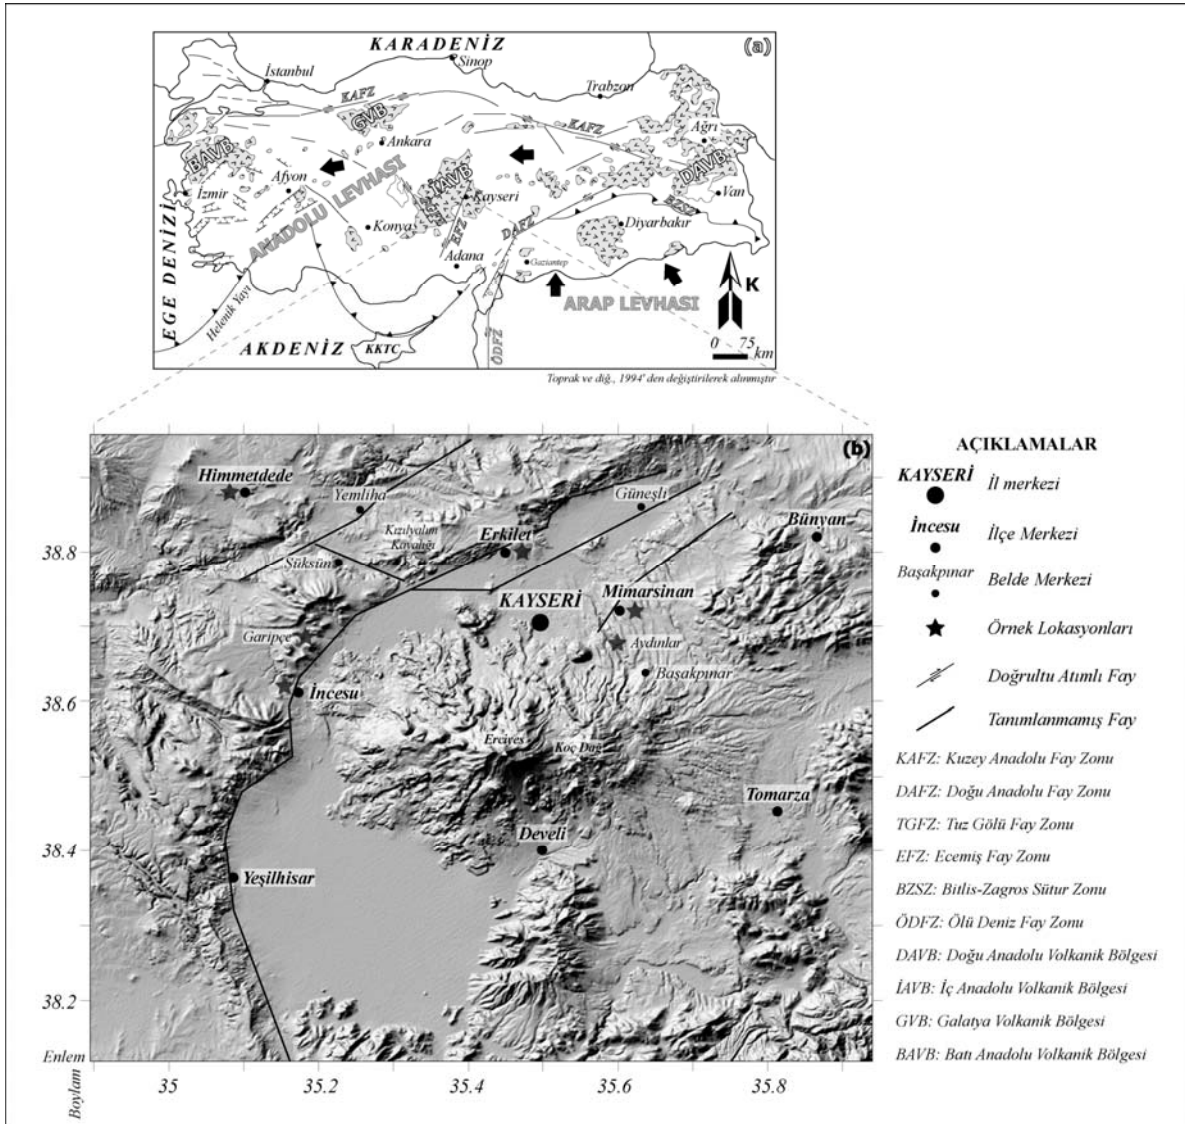 (a)
KARADENİZ
Sinop
İstanbul
Trabzon
KAFZ
GVB
KAFZ
Ağrı
Ankara
BAVB
DAVB
İAVB
Afyon
İzmir
Kayseri
Van
BZSZ
ANADOLU LEVHASI
Konya
EFZ
DAFZ
Diyarbakır
EGE DENİZİ
Adana
Gaziantep
K
Helenik Yayı
ARAP LEVHASI
AKDENİZ
KKTC
ÖDFZ
0 75
km
Toprak ve diğ., 1994' den değiştirilerek alınmıştır
(b)
Himmetdede
Yemliha
Güneşli
Bünyan
Kızılyalım
Kayalığı
Erkilet
38.8
Süksün
KAYSERİ
Mimarsinan
Garipçe
Aydınlar
Başakpınar
38.6
İncesu
Erciyes
Koç Dağ
Tomarza
Develi
38.4
Yeşilhisar
38.2
Enlem
Boylam
35 35.2 35.4 35.6 35.8
AÇIKLAMALAR
KAYSERİ İl merkezi
İncesu İlçe Merkezi
Başakpınar Belde Merkezi
Örnek Lokasyonları
Doğrultu Atımlı Fay
Tanımlanmamış Fay
KAFZ: Kuzey Anadolu Fay Zonu
DAFZ: Doğu Anadolu Fay Zonu
TGFZ: Tuz Gölü Fay Zonu
EFZ: Ecemiş Fay Zonu
BZSZ: Bitlis-Zagros Sütur Zonu
ÖDFZ: Ölü Deniz Fay Zonu
DAVB: Doğu Anadolu Volkanik Bölgesi
İAVB: İç Anadolu Volkanik Bölgesi
GVB: Galatya Volkanik Bölgesi
BAVB: Batı Anadolu Volkanik Bölgesi